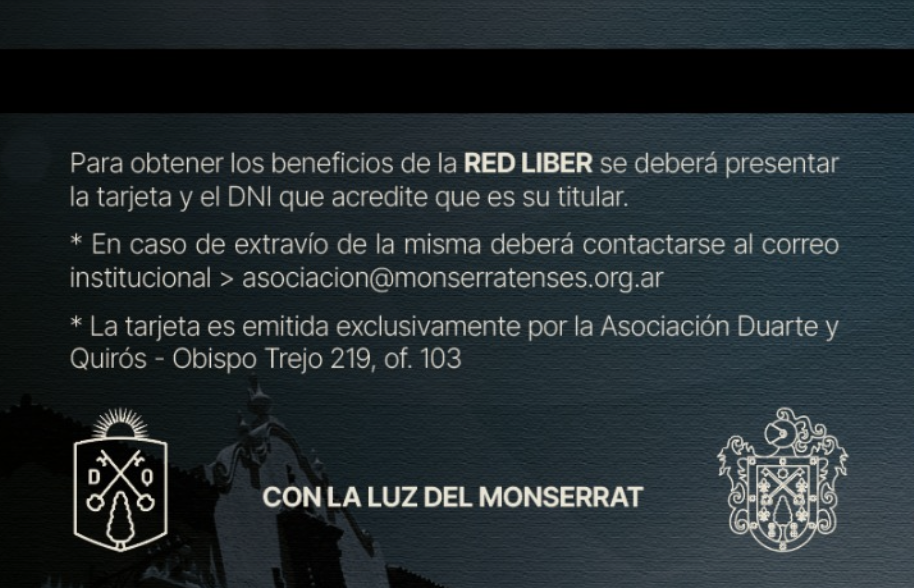 Para obtener los beneficios de la RED LIBER se deberá presentar
la tarjeta y el DNI que acredite que es su titular.
* En caso de extravío de la misma deberá contactarse al correo
institucional > asociacion@monserratenses.org.ar
* La tarjeta es emitida exclusivamente por la Asociación Duarte y
Quirós - Obispo Trejo 219, of. 103
D Q
CON LA LUZ DEL MONSERRAT